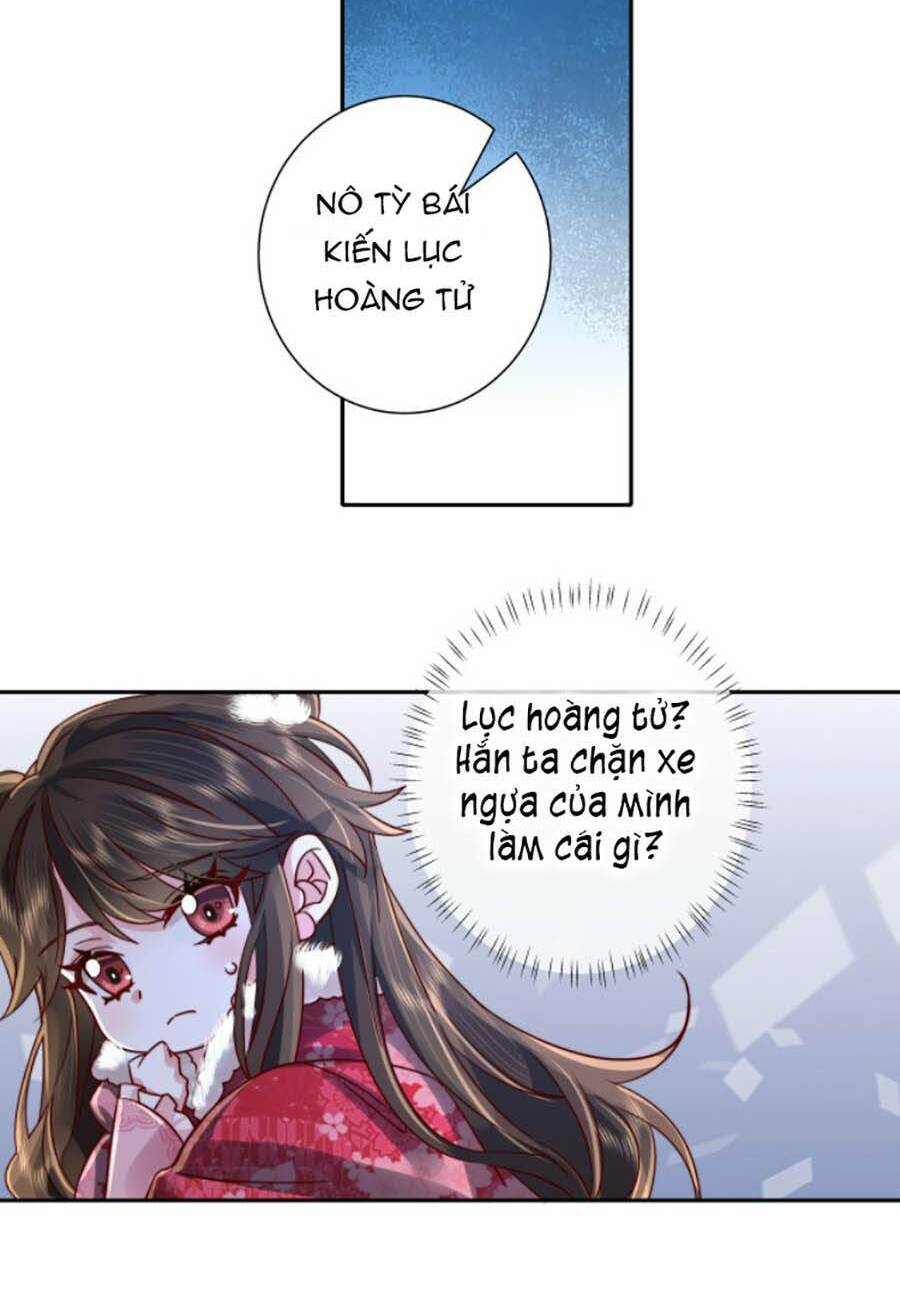 NÔ TỲ BÁI
KIẾN LỤC
HOÀNG TỬ
Lục hoàng tử?
Hắn ta chặn xe
ngựa của mình
làm cái gì?